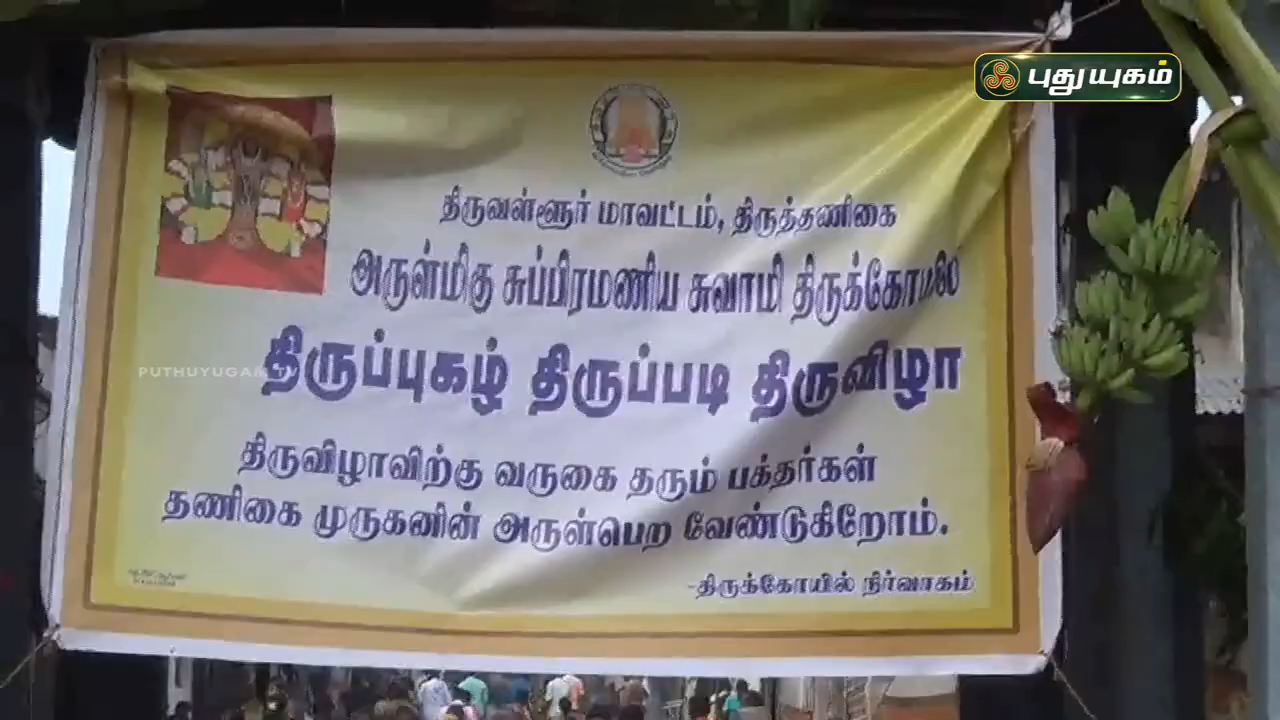 புதுயுகம்
திருவள்ளூர் மாவட்டம், திருத்தணிகை
அருள்மிகு சுப்பிரமணிய சுவாமி திருக்கோயில்
PUTHUYUGAM TV
திருப்புகழ் திருப்படி திருவிழா
திருவிழாவிற்கு வருகை தரும் பக்தர்கள்
தணிகை முருகனின் அருள்பெற வேண்டுகிறோம்.
-திருக்கோயில் நிர்வாகம்